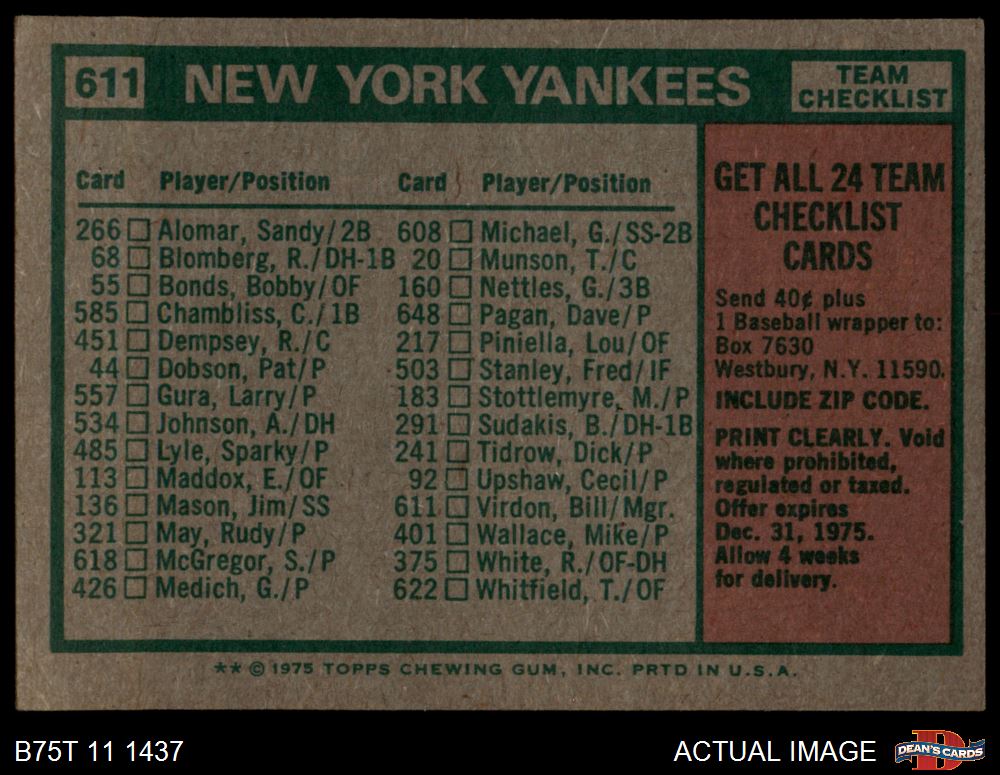 611 NEW YORK YANKEES TEAM CHECKLIST
Card Player/Position Card Player/Position
266 Alomar, Sandy/2B 608 Michael, G./SS-2B
68 Blomberg, R./DH-1B 20 Munson, T./C
55 Bonds, Bobby/OF 160 Nettles, G./3B
585 Chambliss, C./1B 648 Pagan, Dave/P
451 Dempsey, R./C 217 Piniella, Lou/OF
44 Dobson, Pat/P 503 Stanley, Fred/IF
557 Gura, Larry/P 183 Stottlemyre, M./P
534 Johnson, A./DH 291 Sudakis, B./DH-1B
485 Lyle, Sparky/P 241 Tidrow, Dick/P
113 Maddox, E./OF 92 Upshaw, Cecil/P
136 Mason, Jim/SS 611 Virdon, Bill/Mgr.
321 May, Rudy/P 401 Wallace, Mike/P
618 McGregor, S./P 375 White, R./OF-DH
426 Medich, G./P 622 Whitfield, T./OF
GET ALL 24 TEAM
CHECKLIST
CARDS
Send 40¢ plus
1 Baseball wrapper to:
Box 7630
Westbury, N.Y. 11590.
INCLUDE ZIP CODE.
PRINT CLEARLY. Void
where prohibited,
regulated or taxed.
Offer expires
Dec. 31, 1975.
Allow 4 weeks
for delivery.
** © 1975 TOPPS CHEWING GUM, INC. PRTD IN U.S.A.
B75T 11 1437 ACTUAL IMAGE DEAN'S CARDS